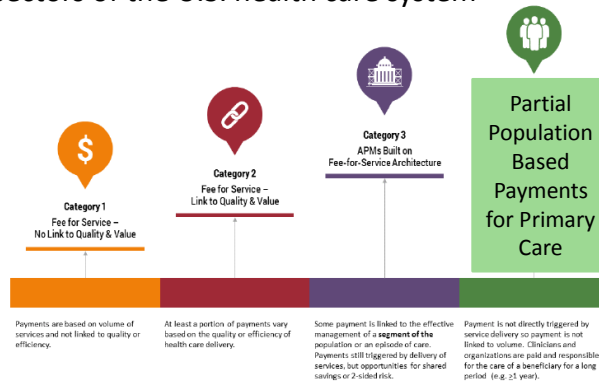 sectors of the U.S. health care system
$
Category 1
Fee for Service –
No Link to Quality & Value
Category 2
Fee for Service –
Link to Quality & Value
Category 3
APMs Built on
Fee-for-Service Architecture
Partial
Population
Based
Payments
for Primary
Care
Payments are based on volume of
services and not linked to quality or
efficiency.
At least a portion of payments vary
based on the quality or efficiency of
health care delivery.
Some payment is linked to the effective
management of a segment of the
population or an episode of care.
Payments still triggered by delivery of
services, but opportunities for shared
savings or 2-sided risk.
Payment is not directly triggered by
service delivery so payment is not
linked to volume. Clinicians and
organizations are paid and responsible
for the care of a beneficiary for a long
period (e.g. ≥1 year).